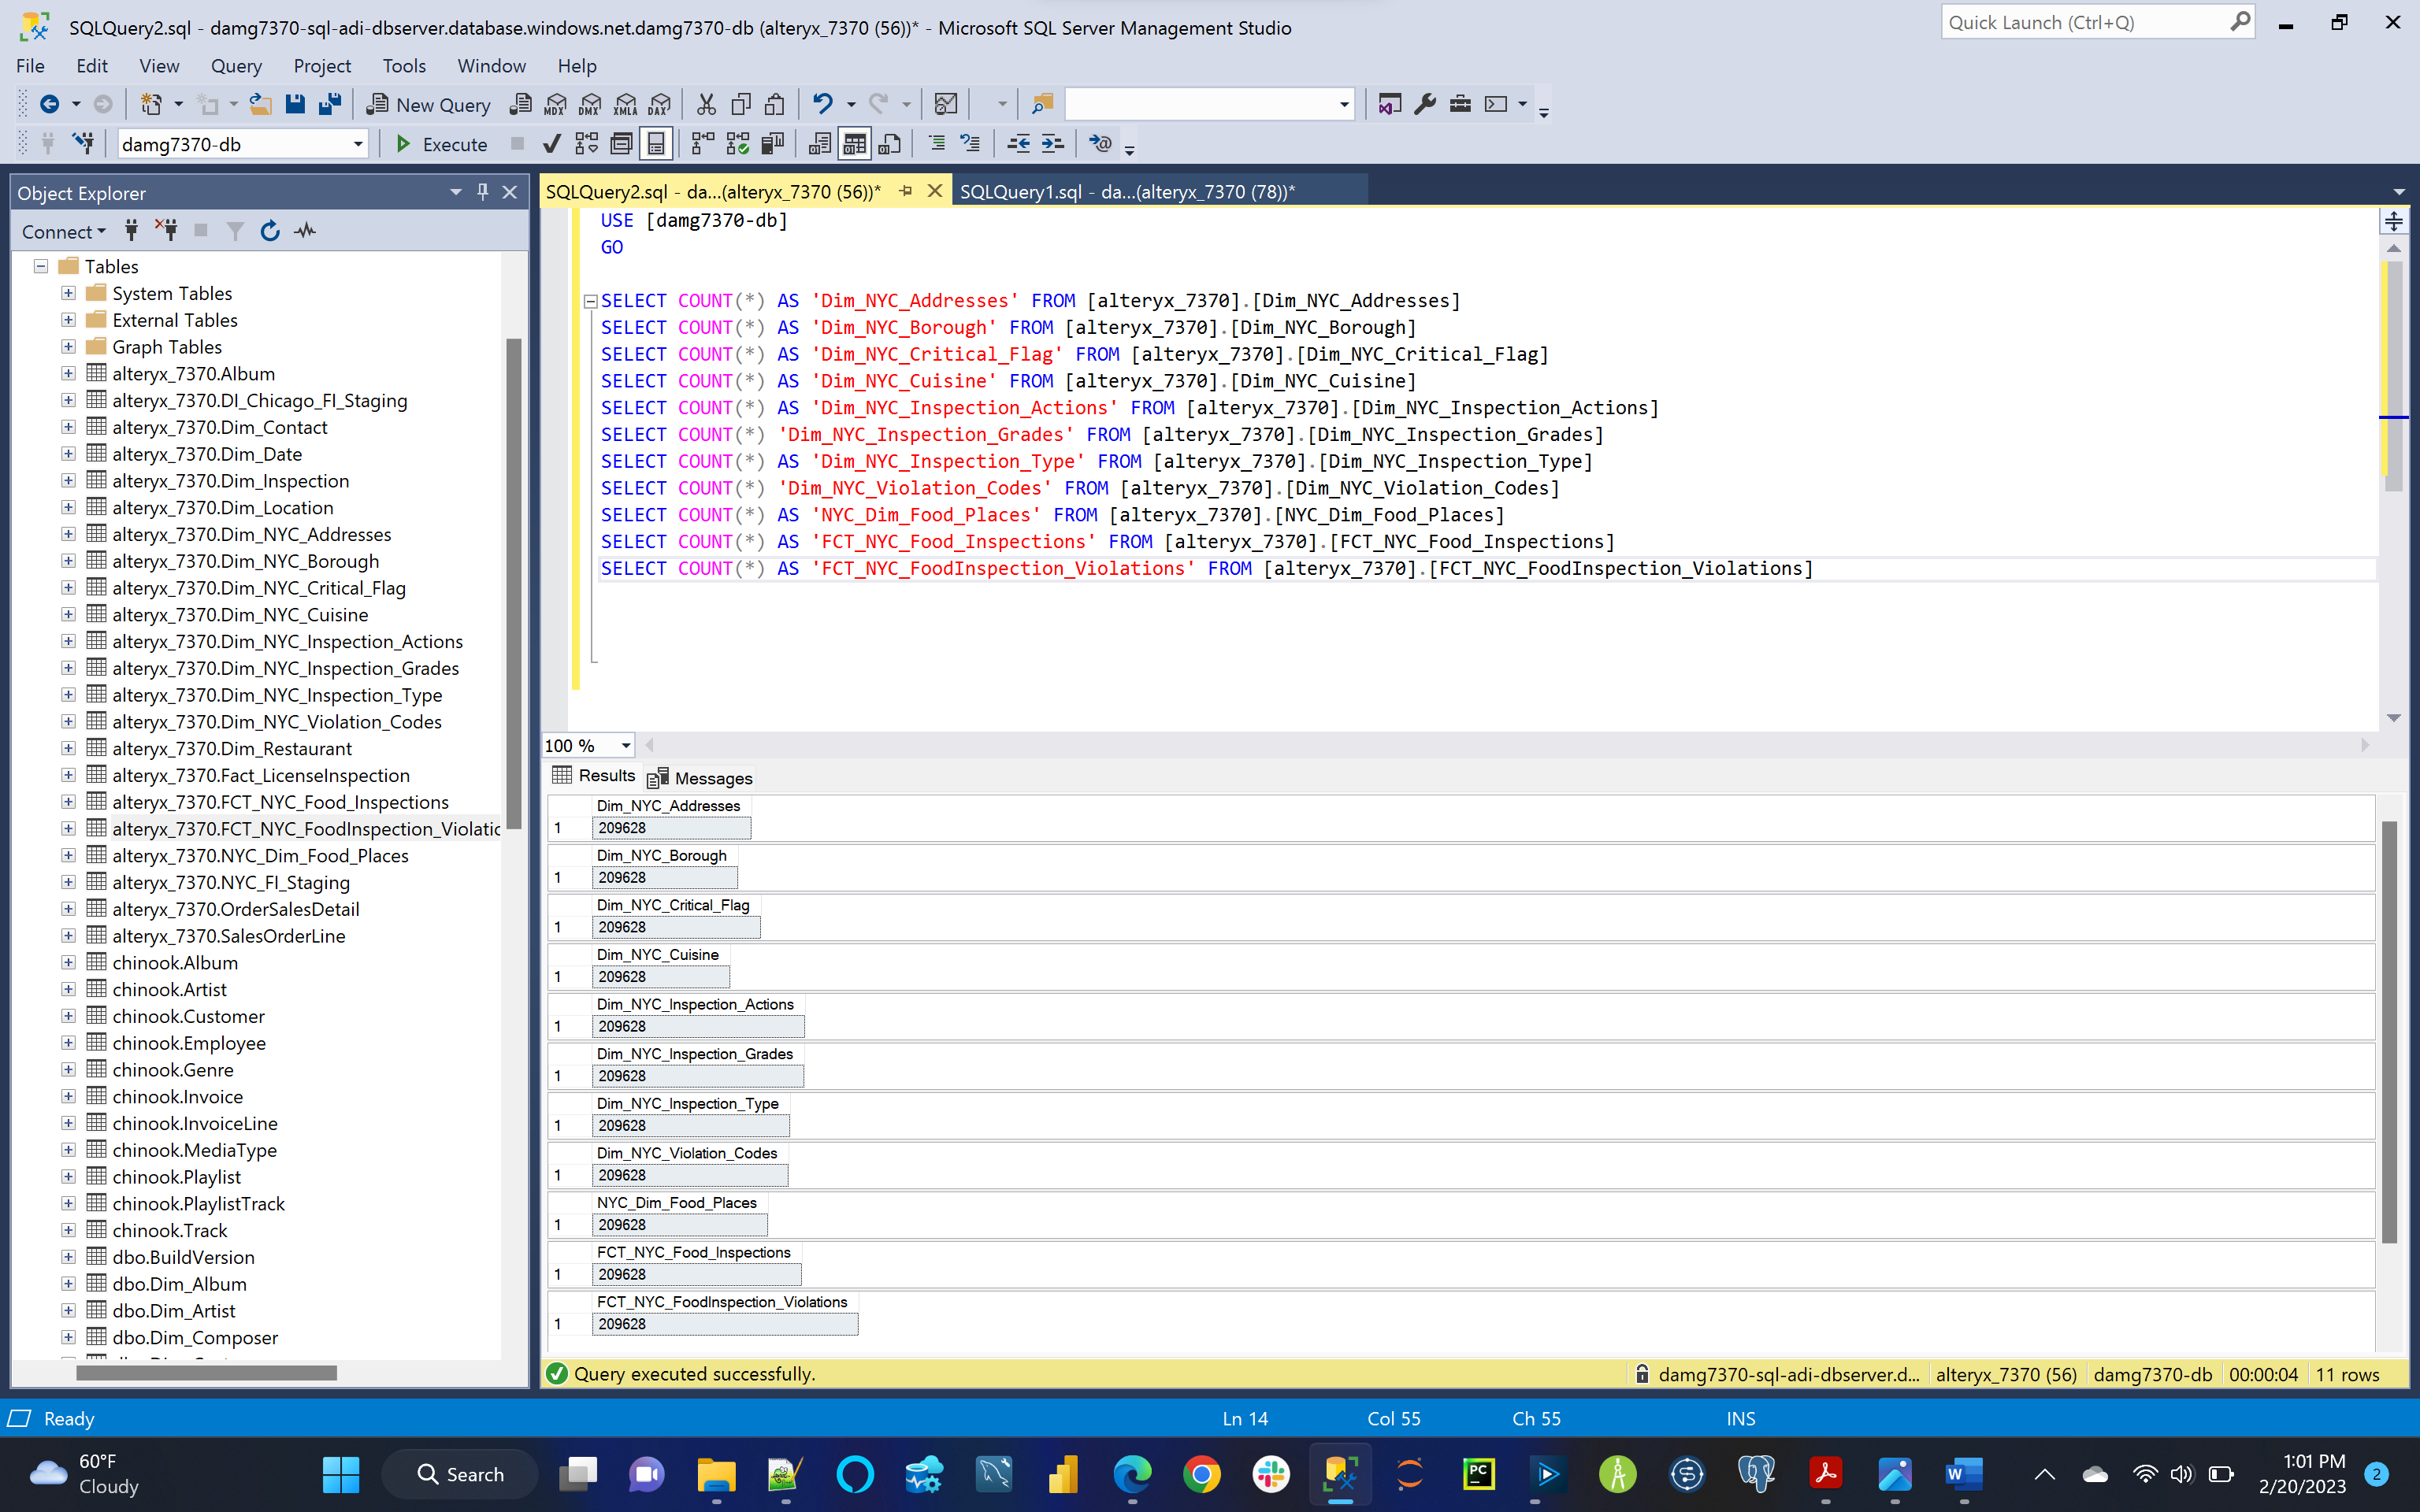 SQLQuery2.sql - damg7370-sql-adi-dbserver.database.windows.net.damg7370-db (alteryx_7370 (56))* - Microsoft SQL Server Management Studio
Quick Launch (Ctrl+Q)
File Edit View Query Project Tools Window Help
New Query MDX DMX XMLA DAX
damg7370-db Execute
Object Explorer
Connect
Tables
System Tables
External Tables
Graph Tables
alteryx_7370.Album
alteryx_7370.DI_Chicago_FI_Staging
alteryx_7370.Dim_Contact
alteryx_7370.Dim_Date
alteryx_7370.Dim_Inspection
alteryx_7370.Dim_Location
alteryx_7370.Dim_NYC_Addresses
alteryx_7370.Dim_NYC_Borough
alteryx_7370.Dim_NYC_Critical_Flag
alteryx_7370.Dim_NYC_Cuisine
alteryx_7370.Dim_NYC_Inspection_Actions
alteryx_7370.Dim_NYC_Inspection_Grades
alteryx_7370.Dim_NYC_Inspection_Type
alteryx_7370.Dim_NYC_Violation_Codes
alteryx_7370.Dim_Restaurant
alteryx_7370.Fact_LicenseInspection
alteryx_7370.FCT_NYC_Food_Inspections
alteryx_7370.FCT_NYC_FoodInspection_Violatic
alteryx_7370.NYC_Dim_Food_Places
alteryx_7370.NYC_FI_Staging
alteryx_7370.OrderSalesDetail
alteryx_7370.SalesOrderLine
chinook.Album
chinook.Artist
chinook.Customer
chinook.Employee
chinook.Genre
chinook.Invoice
chinook.InvoiceLine
chinook.MediaType
chinook.Playlist
chinook.PlaylistTrack
chinook.Track
dbo.BuildVersion
dbo.Dim_Album
dbo.Dim_Artist
dbo.Dim_Composer
SQLQuery2.sql - da...(alteryx_7370 (56))* SQLQuery1.sql - da...(alteryx_7370 (78))*
USE [damg7370-db]
GO
SELECT COUNT(*) AS 'Dim_NYC_Addresses' FROM [alteryx_7370].[Dim_NYC_Addresses]
SELECT COUNT(*) AS 'Dim_NYC_Borough' FROM [alteryx_7370].[Dim_NYC_Borough]
SELECT COUNT(*) AS 'Dim_NYC_Critical_Flag' FROM [alteryx_7370].[Dim_NYC_Critical_Flag]
SELECT COUNT(*) AS 'Dim_NYC_Cuisine' FROM [alteryx_7370].[Dim_NYC_Cuisine]
SELECT COUNT(*) AS 'Dim_NYC_Inspection_Actions' FROM [alteryx_7370].[Dim_NYC_Inspection_Actions]
SELECT COUNT(*) 'Dim_NYC_Inspection_Grades' FROM [alteryx_7370].[Dim_NYC_Inspection_Grades]
SELECT COUNT(*) AS 'Dim_NYC_Inspection_Type' FROM [alteryx_7370].[Dim_NYC_Inspection_Type]
SELECT COUNT(*) 'Dim_NYC_Violation_Codes' FROM [alteryx_7370].[Dim_NYC_Violation_Codes]
SELECT COUNT(*) AS 'NYC_Dim_Food_Places' FROM [alteryx_7370].[NYC_Dim_Food_Places]
SELECT COUNT(*) AS 'FCT_NYC_Food_Inspections' FROM [alteryx_7370].[FCT_NYC_Food_Inspections]
SELECT COUNT(*) AS 'FCT_NYC_FoodInspection_Violations' FROM [alteryx_7370].[FCT_NYC_FoodInspection_Violations]
100 %
Results Messages
Dim_NYC_Addresses
1 209628
Dim_NYC_Borough
1 209628
Dim_NYC_Critical_Flag
1 209628
Dim_NYC_Cuisine
1 209628
Dim_NYC_Inspection_Actions
1 209628
Dim_NYC_Inspection_Grades
1 209628
Dim_NYC_Inspection_Type
1 209628
Dim_NYC_Violation_Codes
1 209628
NYC_Dim_Food_Places
1 209628
FCT_NYC_Food_Inspections
1 209628
FCT_NYC_FoodInspection_Violations
1 209628
Query executed successfully. damg7370-sql-adi-dbserver.d... alteryx_7370 (56) damg7370-db 00:00:04 11 rows
Ready Ln 14 Col 55 Ch 55 INS
60°F
Cloudy
Search
PC
W
1:01 PM
2/20/2023
2